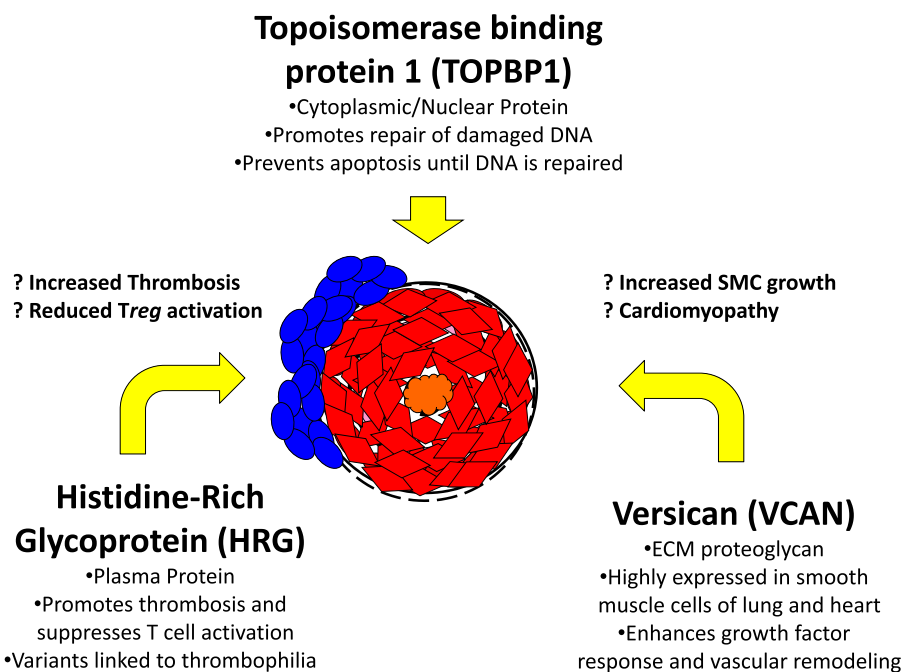 Topoisomerase binding
protein 1 (TOPBP1)
•Cytoplasmic/Nuclear Protein
•Promotes repair of damaged DNA
•Prevents apoptosis until DNA is repaired
? Increased Thrombosis
? Reduced Treg activation
? Increased SMC growth
? Cardiomyopathy
Histidine-Rich
Glycoprotein (HRG)
•Plasma Protein
•Promotes thrombosis and
suppresses T cell activation
•Variants linked to thrombophilia
Versican (VCAN)
•ECM proteoglycan
•Highly expressed in smooth
muscle cells of lung and heart
•Enhances growth factor
response and vascular remodeling